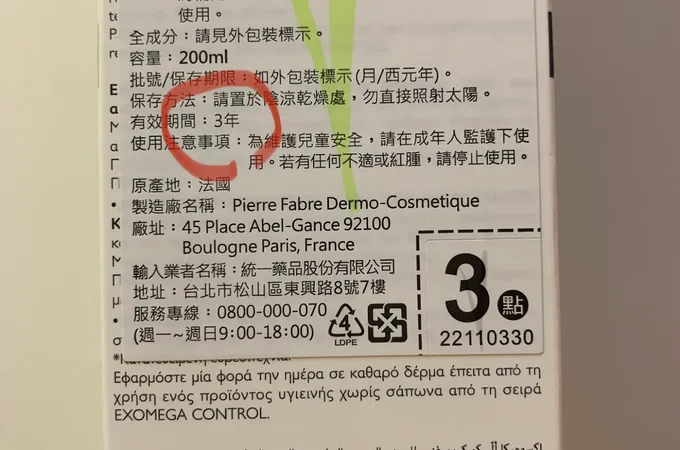 使用。
全成分：請見外包裝標示。
容量：200ml
批號/保存期限：如外包裝標示(月/西元年)。
保存方法：請置於陰涼乾燥處，勿直接照射太陽。
有效期間：3年
使用注意事項：為維護兒童安全，請在成年人監護下使
用。若有任何不適或紅腫，請停止使用。
原產地：法國
製造廠名稱：Pierre Fabre Dermo-Cosmetique
廠址：45 Place Abel-Gance 92100
Boulogne Paris, France
輸入業者名稱：統一藥品股份有限公司
地址：台北市松山區東興路8號7樓
服務專線：0800-000-070
(週一~週日9:00-18:00)
4
LDPE
3點
22110330
Εφαρμόστε μία φορά την ημέρα σε καθαρό δέρμα έπειτα από τη
χρήση ενός προϊόντος υγιεινής χωρίς σάπωνα από τη σειρά
EXOMEGA CONTROL.